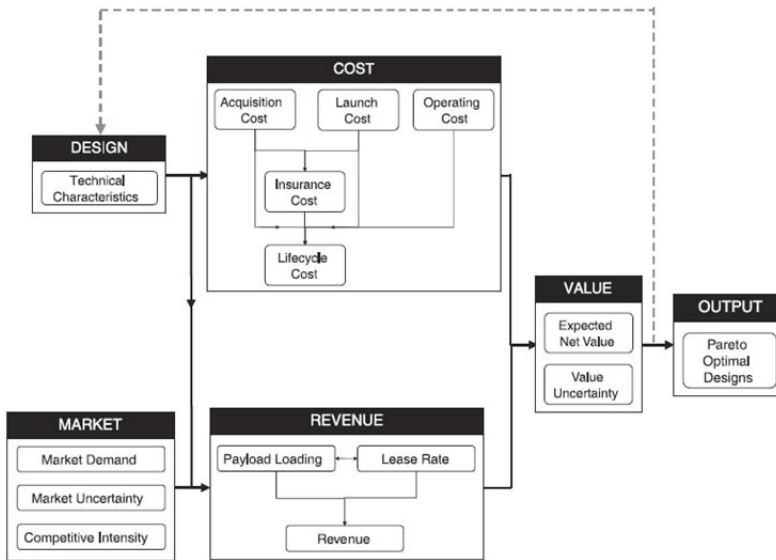 COST
Acquisition
Cost
Launch
Cost
Operating
Cost
Insurance
Cost
Lifecycle
Cost
DESIGN
Technical
Characteristics
VALUE
Expected
Net Value
Value
Uncertainty
OUTPUT
Pareto
Optimal
Designs
MARKET
Market Demand
Market Uncertainty
Competitive Intensity
REVENUE
Payload Loading
Lease Rate
Revenue